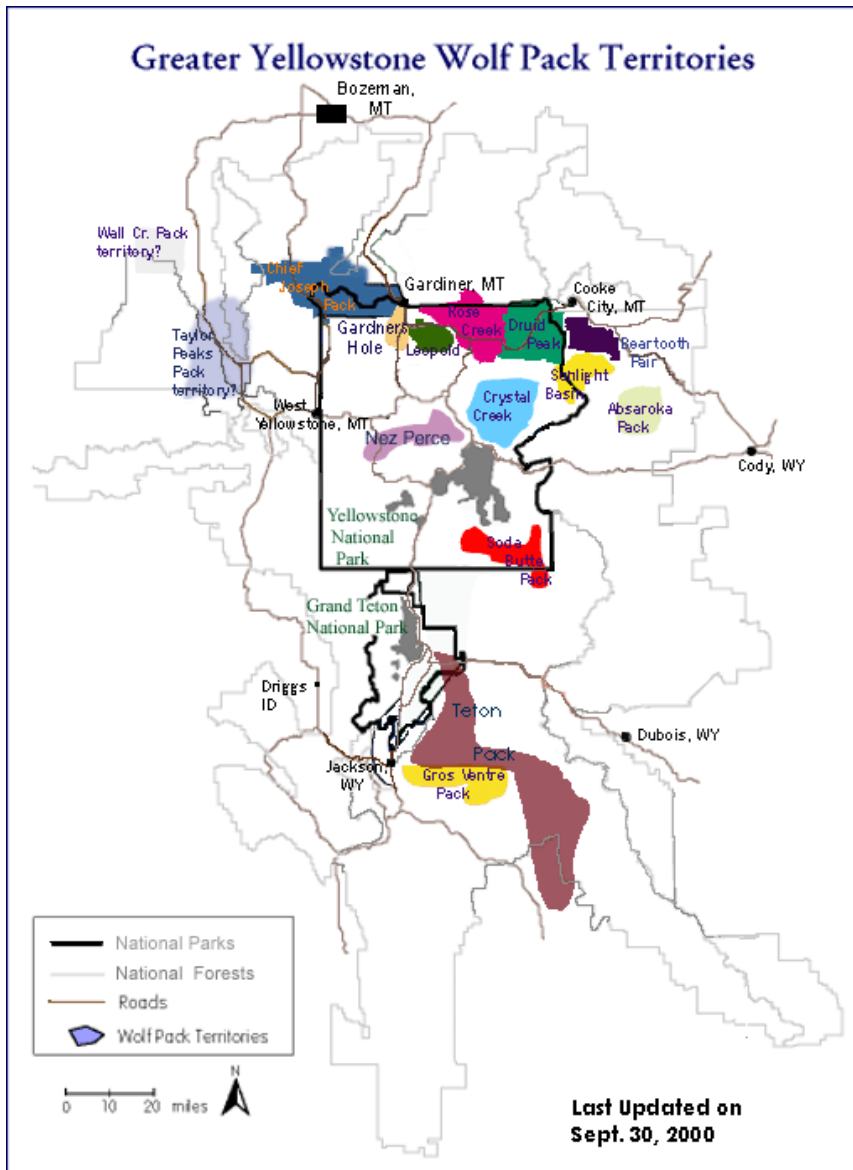 Greater Yellowstone Wolf Pack Territories
Bozeman,
MT
Wall Cr. Pack
territory?
Chief
Joseph
Pack
Gardiner, MT
Cooke
City, MT
Taylor
Peaks
Pack
territory?
Gardners
Hole
Leopold
Rose
Creek
Druid
Peak
Beartooth
Pair
Sunlight
Basin
Crystal
Creek
Absaroka
Pack
West
Yellowstone, MT
Nez Perce
Cody, WY
Yellowstone
National
Park
Soda
Butte
Pack
Grand Teton
National Park
Driggs
ID
Teton
Pack
Dubois, WY
Jackson,
WY
Gros Ventre
Pack
National Parks
National Forests
Roads
Wolf Pack Territories
N
0 10 20 miles
Last Updated on
Sept. 30, 2000